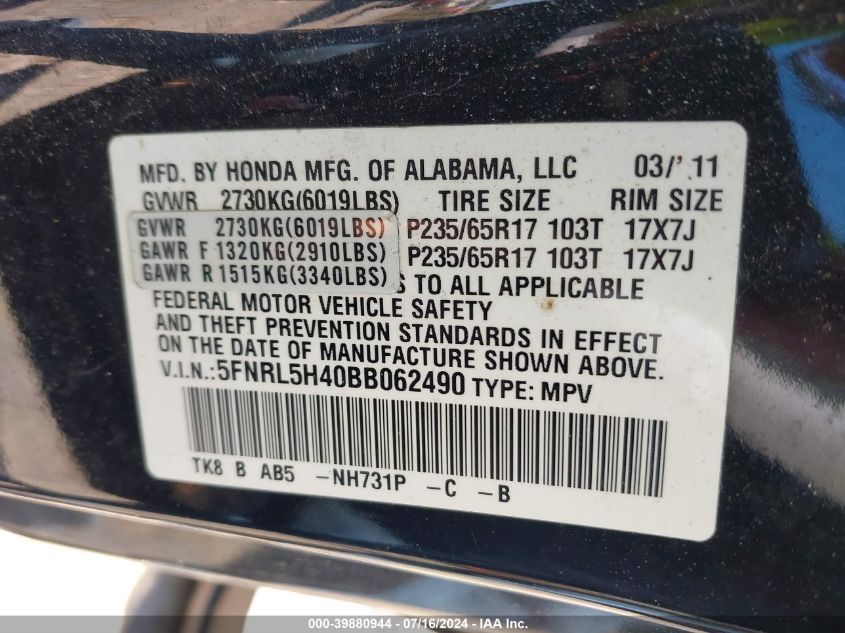 MFD. BY HONDA MFG. OF ALABAMA, LLC 03/'11
GVWR 2730KG(6019LBS) TIRE SIZE RIM SIZE
GVWR 2730KG(6019LBS) P235/65R17 103T 17X7J
GAWR F 1320KG(2910LBS) P235/65R17 103T 17X7J
GAWR R 1515KG(3340LBS) S TO ALL APPLICABLE
FEDERAL MOTOR VEHICLE SAFETY
AND THEFT PREVENTION STANDARDS IN EFFECT
ON THE DATE OF MANUFACTURE SHOWN ABOVE.
V.I.N.:5FNRL5H40BB062490 TYPE: MPV
TK8 B AB5 -NH731P -C -B
000-39880944 - 07/16/2024 - IAA Inc.